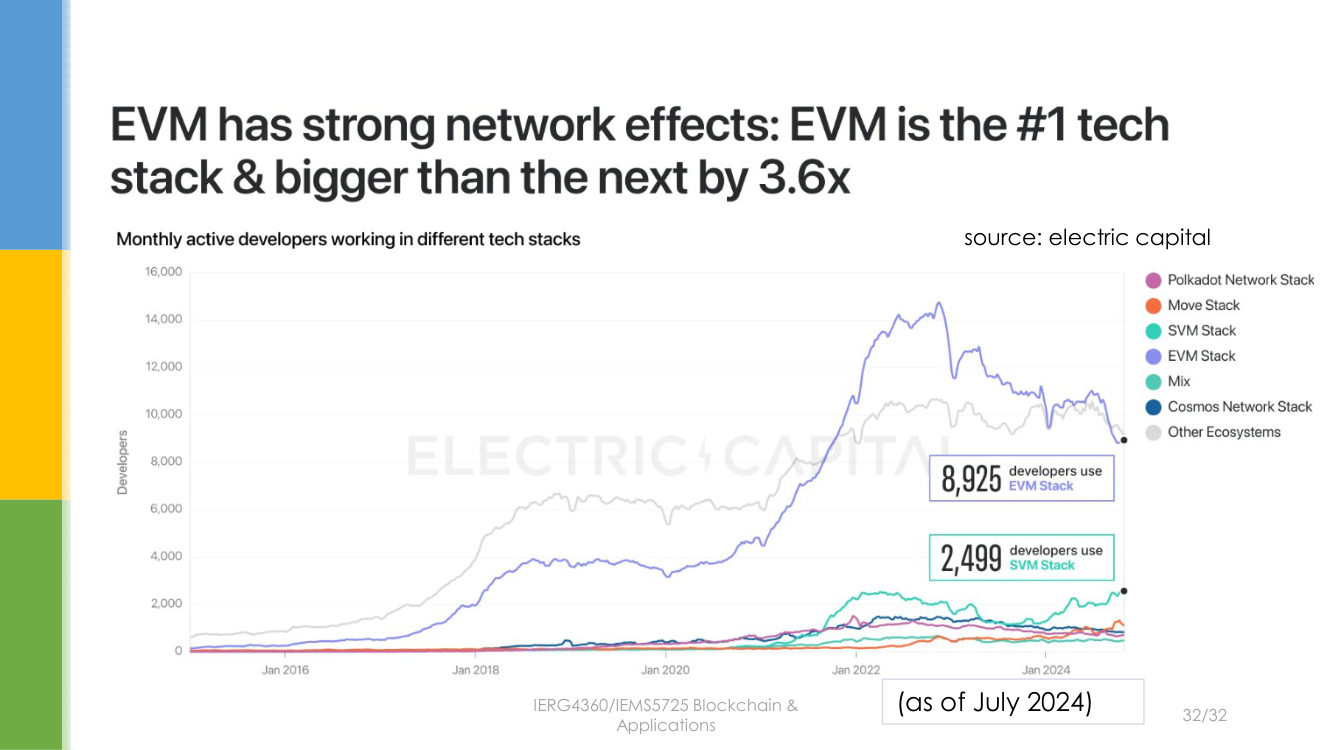 EVM has strong network effects: EVM is the #1 tech
stack & bigger than the next by 3.6x
Monthly active developers working in different tech stacks
source: electric capital
16,000
14,000
12,000
10,000
8,000
6,000
4,000
2,000
0
Developers
ELECTRIC CAPITAL
Polkadot Network Stack
Move Stack
SVM Stack
EVM Stack
Mix
Cosmos Network Stack
Other Ecosystems
8,925 developers use
EVM Stack
2,499 developers use
SVM Stack
Jan 2016
Jan 2018
Jan 2020
Jan 2022
Jan 2024
(as of July 2024)
IERG4360/IEMS5725 Blockchain &
Applications
32/32